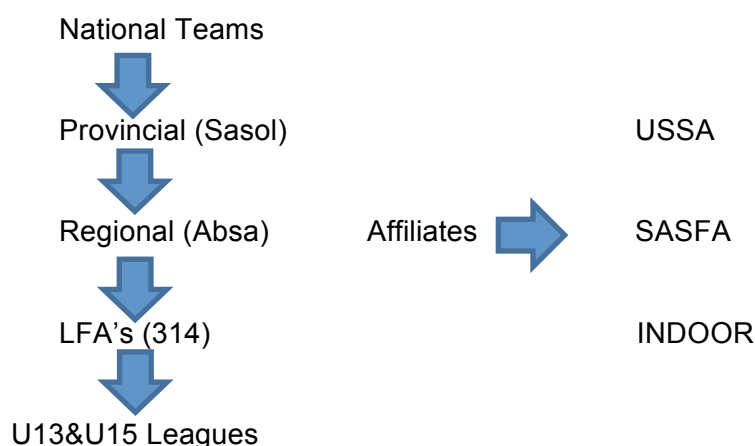 National Teams
Provincial (Sasol) USSA
Regional (Absa) Affiliates SASFA
LFA’s (314) INDOOR
U13&U15 Leagues